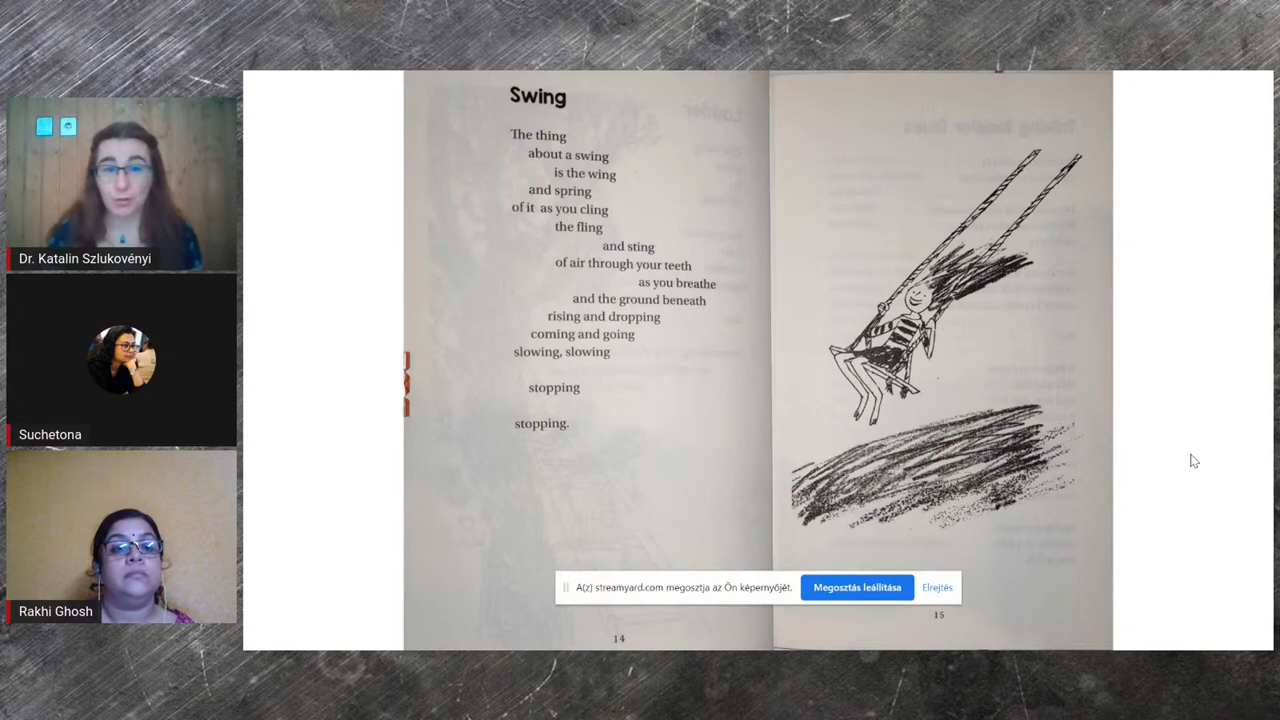 Dr. Katalin Szlukovényi
Suchetona
Rakhi Ghosh
Swing
The thing
about a swing
is the wing
and spring
of it as you cling
the fling
and sting
of air through your teeth
as you breathe
and the ground beneath
rising and dropping
coming and going
slowing, slowing
stopping
stopping.
14
15
A(z) streamyard.com megosztja az Ön képernyőjét.
Megosztás leállítása
Elrejtés